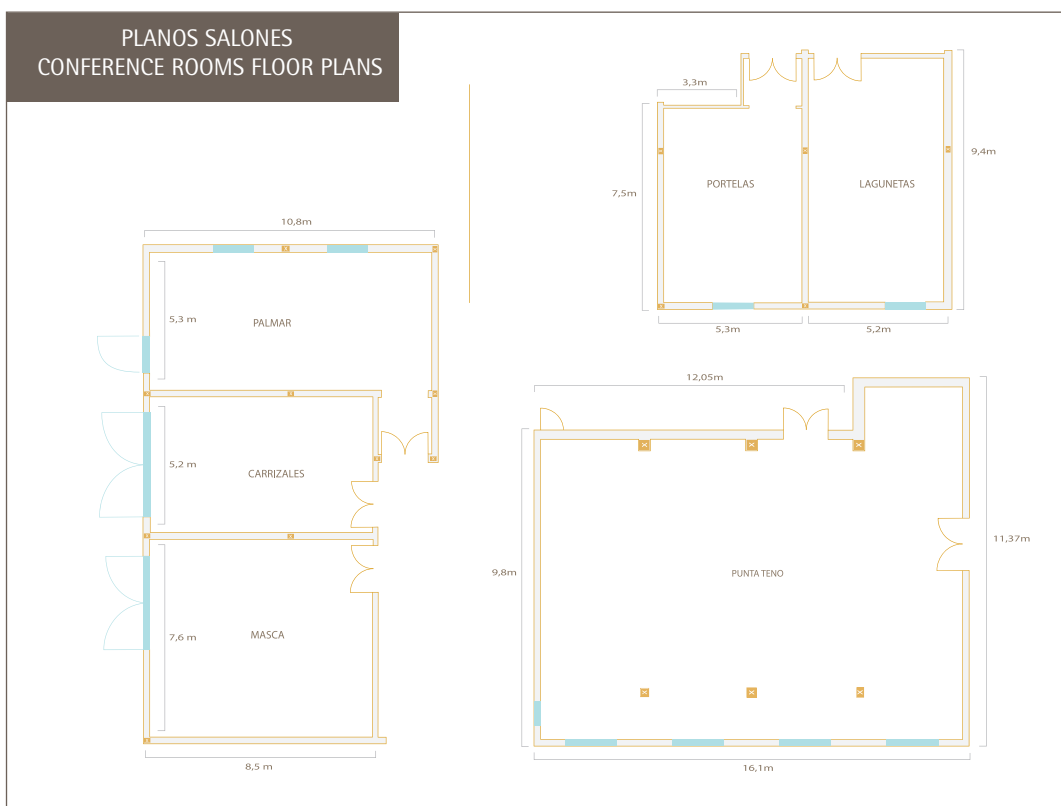 PLANOS SALONES
CONFERENCE ROOMS FLOOR PLANS
3,3m
9,4m
PORTELAS
LAGUNETAS
7,5m
5,3m
5,2m
10,8m
5,3 m
PALMAR
5,2 m
CARRIZALES
7,6 m
MASCA
8,5 m
12,05m
11,37m
9,8m
PUNTA TENO
16,1m